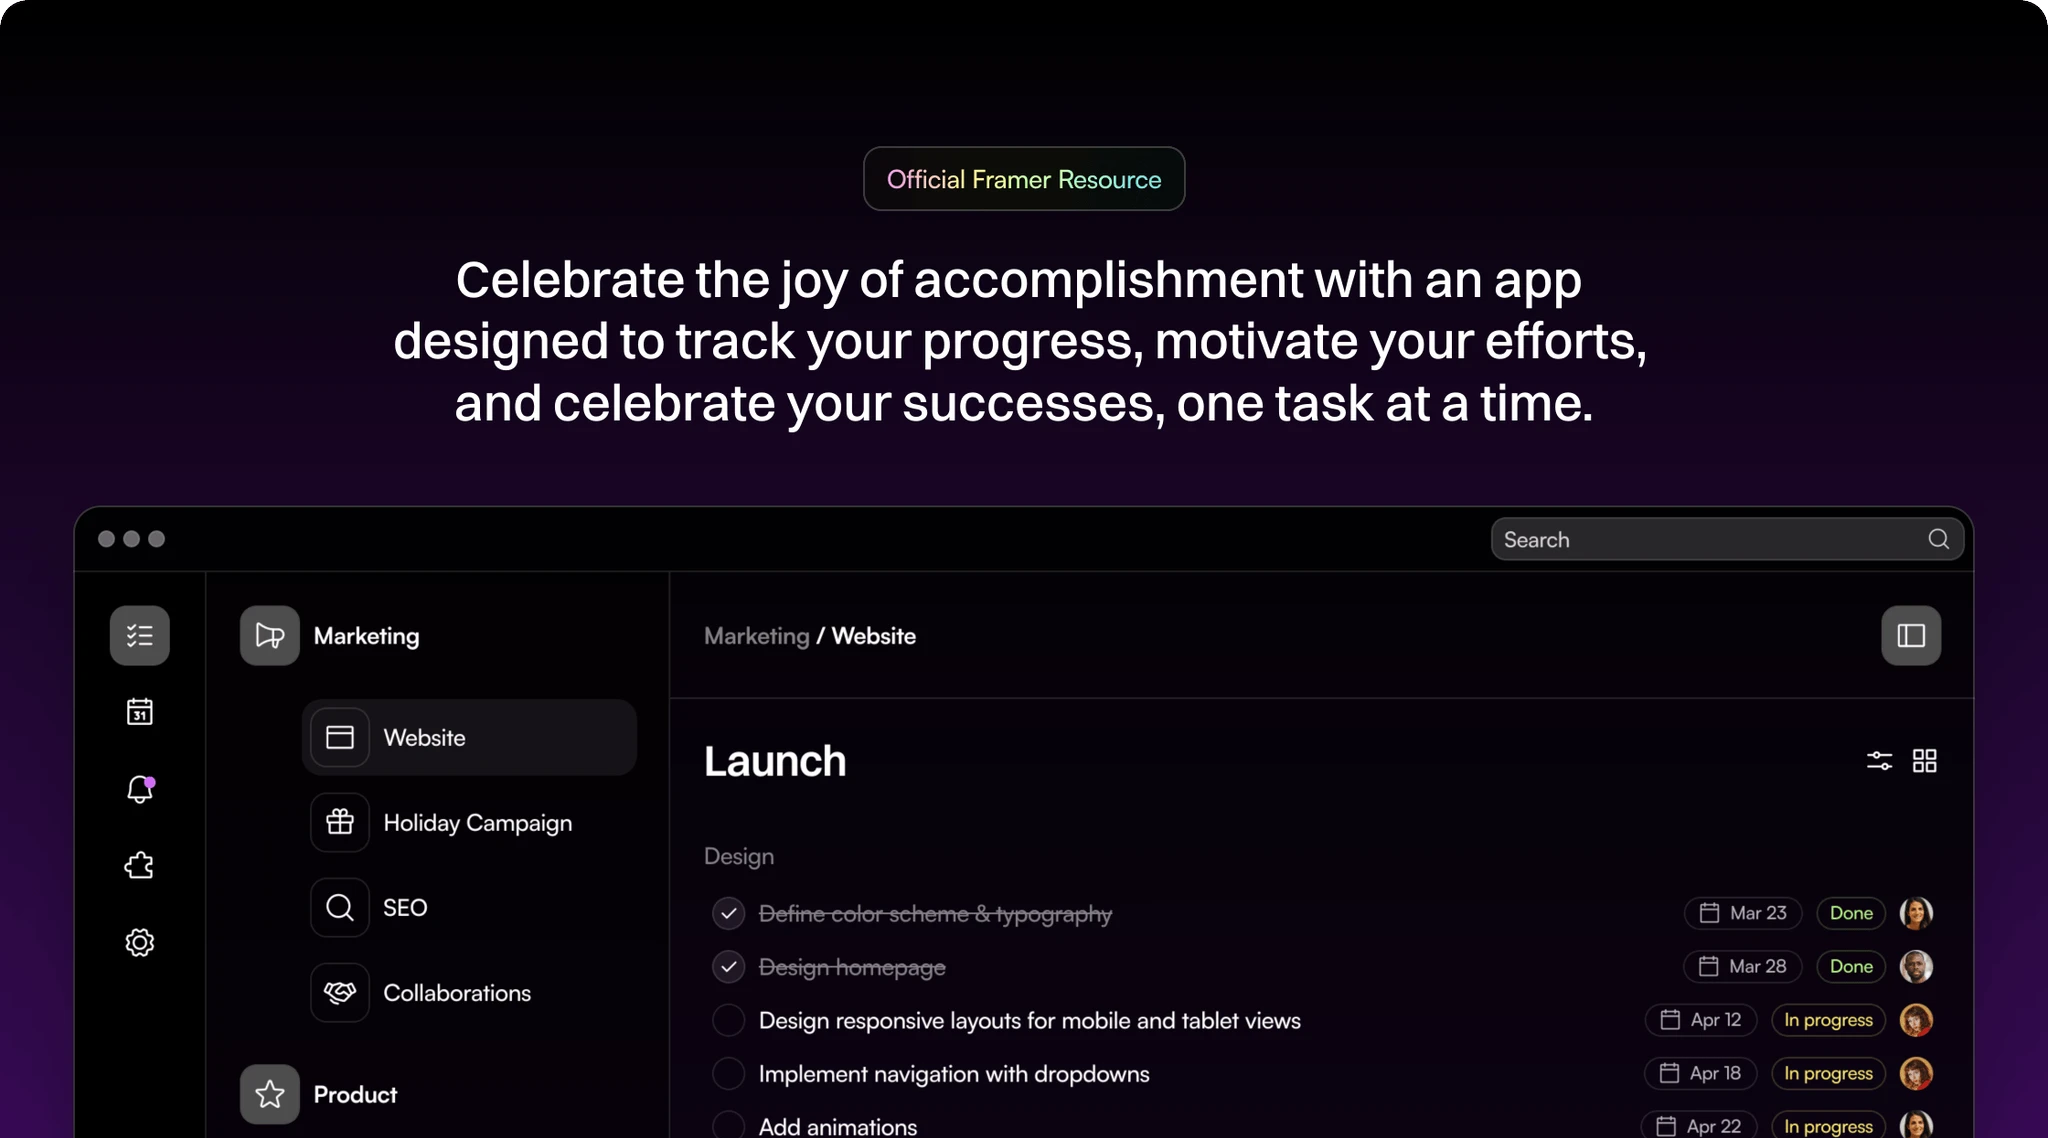 Official Framer Resource
Celebrate the joy of accomplishment with an app
designed to track your progress, motivate your efforts,
and celebrate your successes, one task at a time.
Search
31
Marketing
Website
Holiday Campaign
SEO
Collaborations
Product
Marketing / Website
Launch
Design
Define color scheme & typography Mar 23 Done
Design homepage Mar 28 Done
Design responsive layouts for mobile and tablet views Apr 12 In progress
Implement navigation with dropdowns Apr 18 In progress
Add animations Apr 22 In progress